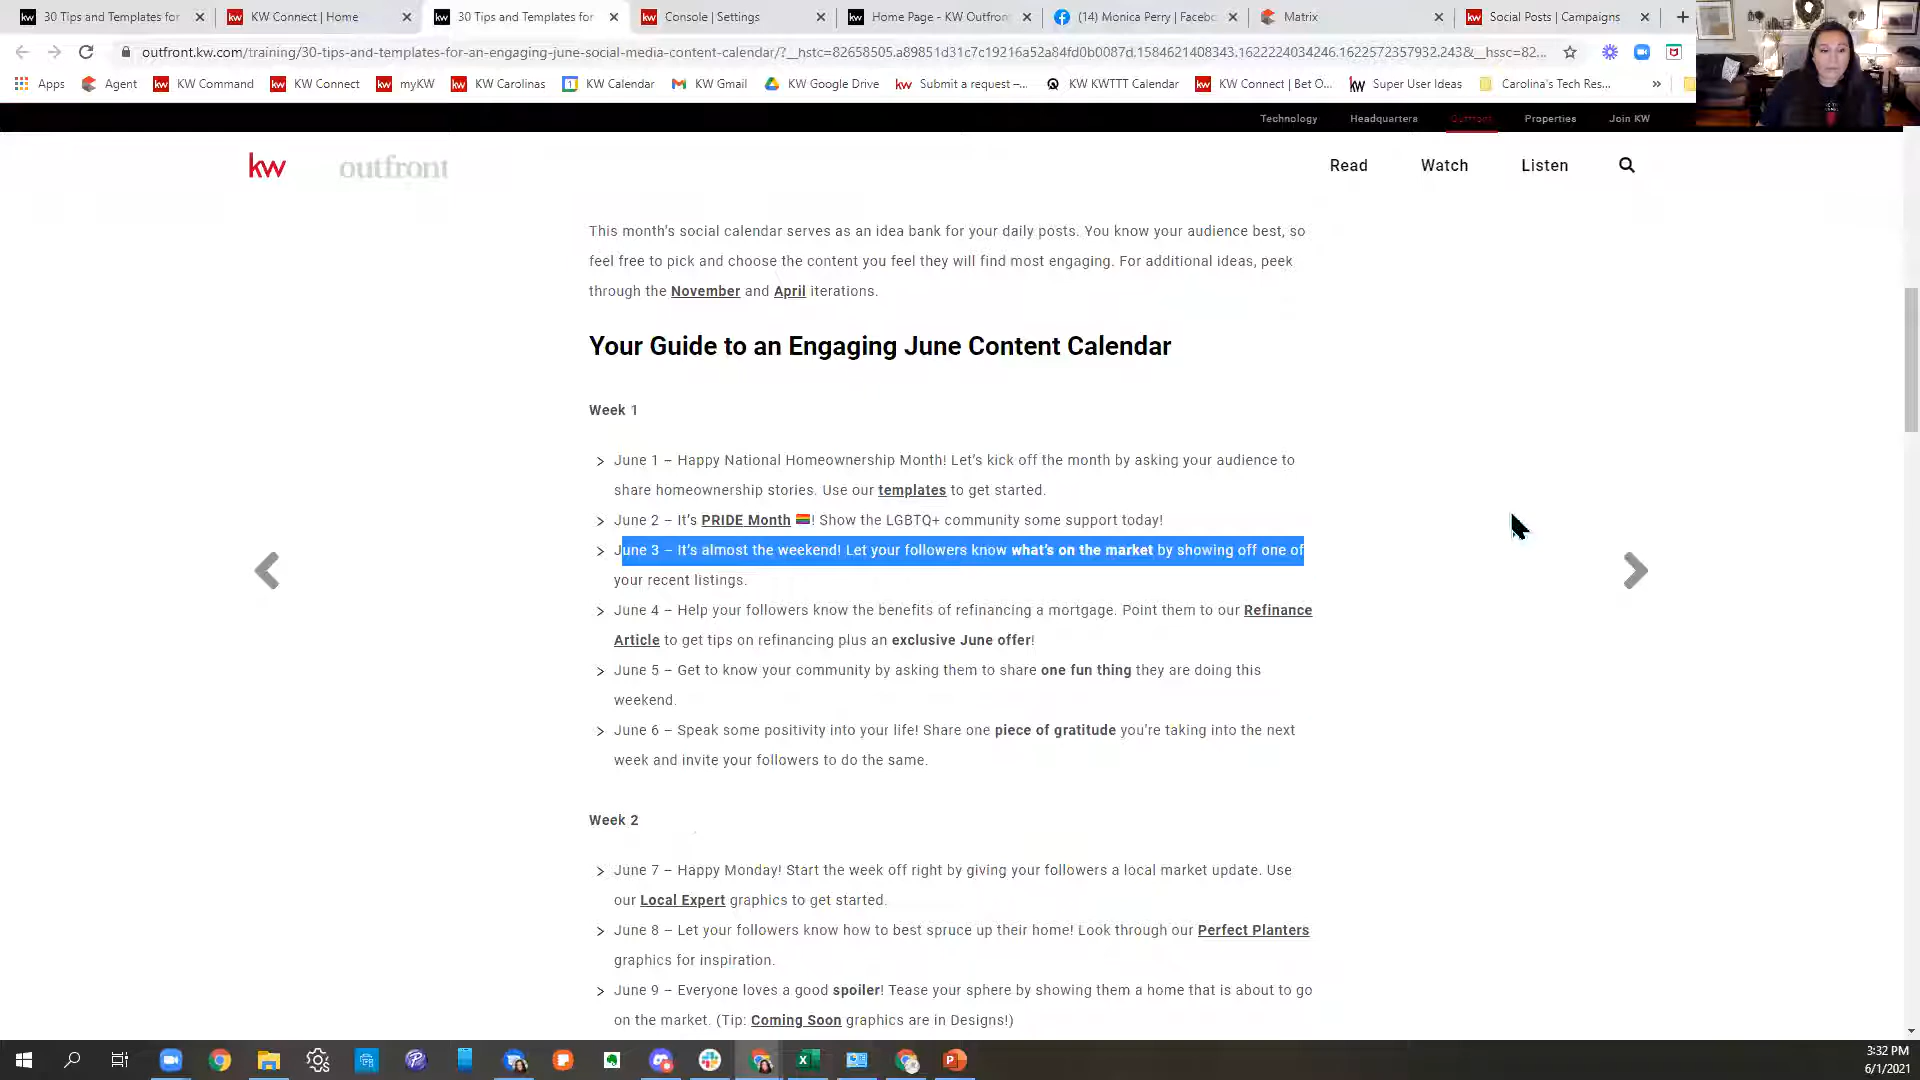 30 Tips and Templates for
KW Connect | Home
30 Tips and Templates for
Console | Settings
Home Page - KW Outfron
(14) Monica Perry | Facebo
Matrix
Social Posts | Campaigns
outfront.kw.com/training/30-tips-and-templates-for-an-engaging-june-social-media-content-calendar/?__hstc=82658505.a89851d31c7c19216a52a84fd0b0087d.1584621408343.1622224034246.1622572357932.243&__hssc=82...
Apps
Agent
KW Command
KW Connect
myKW
KW Carolinas
KW Calendar
KW Gmail
KW Google Drive
Submit a request –...
KW KWTTT Calendar
KW Connect | Bet O...
Super User Ideas
Carolina's Tech Res...
»
Technology
Headquarters
Outfront
Properties
Join KW
kw
outfront
Read
Watch
Listen
This month's social calendar serves as an idea bank for your daily posts. You know your audience best, so
feel free to pick and choose the content you feel they will find most engaging. For additional ideas, peek
through the November and April iterations.
Your Guide to an Engaging June Content Calendar
Week 1
June 1 – Happy National Homeownership Month! Let's kick off the month by asking your audience to
share homeownership stories. Use our templates to get started.
June 2 – It's PRIDE Month 🏳️‍🌈! Show the LGBTQ+ community some support today!
June 3 – It's almost the weekend! Let your followers know what's on the market by showing off one of
your recent listings.
June 4 – Help your followers know the benefits of refinancing a mortgage. Point them to our Refinance
Article to get tips on refinancing plus an exclusive June offer!
June 5 – Get to know your community by asking them to share one fun thing they are doing this
weekend.
June 6 – Speak some positivity into your life! Share one piece of gratitude you're taking into the next
week and invite your followers to do the same.
Week 2
June 7 – Happy Monday! Start the week off right by giving your followers a local market update. Use
our Local Expert graphics to get started.
June 8 – Let your followers know how to best spruce up their home! Look through our Perfect Planters
graphics for inspiration.
June 9 – Everyone loves a good spoiler! Tease your sphere by showing them a home that is about to go
on the market. (Tip: Coming Soon graphics are in Designs!)
3:32 PM
6/1/2021